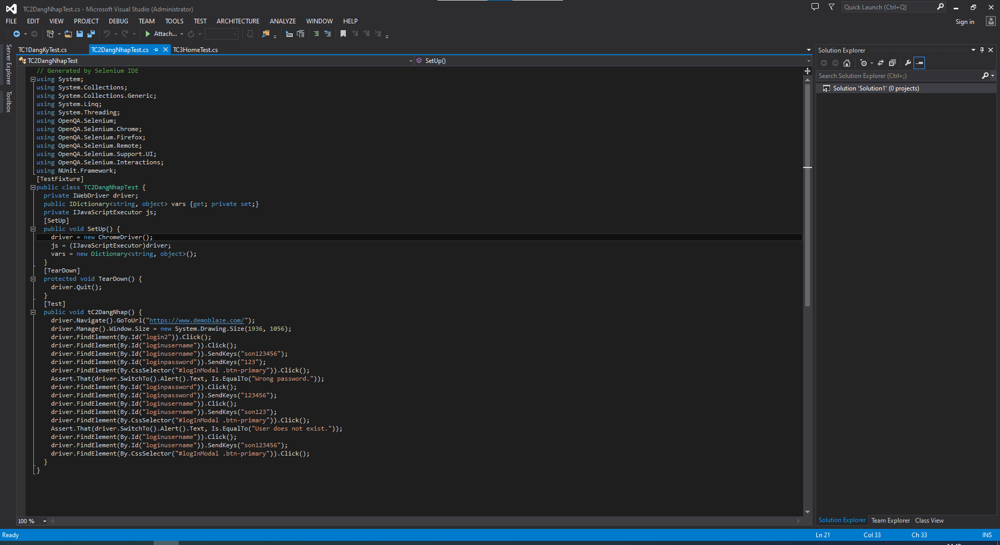 TC2DangNhapTest.cs - Microsoft Visual Studio (Administrator)
Quick Launch (Ctrl+Q)
FILE EDIT VIEW PROJECT DEBUG TEAM TOOLS TEST ARCHITECTURE ANALYZE WINDOW HELP
Sign in
Attach...
Server Explorer
Toolbox
TC1DangKyTest.cs TC2DangNhapTest.cs TC3HomeTest.cs
TC2DangNhapTest SetUp()
// Generated by Selenium IDE
using System;
using System.Collections;
using System.Collections.Generic;
using System.Linq;
using System.Threading;
using OpenQA.Selenium;
using OpenQA.Selenium.Chrome;
using OpenQA.Selenium.Firefox;
using OpenQA.Selenium.Remote;
using OpenQA.Selenium.Support.UI;
using OpenQA.Selenium.Interactions;
using NUnit.Framework;
[TestFixture]
public class TC2DangNhapTest {
private IWebDriver driver;
public IDictionary<string, object> vars {get; private set;}
private IJavaScriptExecutor js;
[SetUp]
public void SetUp() {
driver = new ChromeDriver();
js = (IJavaScriptExecutor)driver;
vars = new Dictionary<string, object>();
}
[TearDown]
protected void TearDown() {
driver.Quit();
}
[Test]
public void tC2DangNhap() {
driver.Navigate().GoToUrl("https://www.demoblaze.com/");
driver.Manage().Window.Size = new System.Drawing.Size(1936, 1056);
driver.FindElement(By.Id("login2")).Click();
driver.FindElement(By.Id("loginusername")).Click();
driver.FindElement(By.Id("loginusername")).SendKeys("son123456");
driver.FindElement(By.Id("loginpassword")).SendKeys("123");
driver.FindElement(By.CssSelector("#logInModal .btn-primary")).Click();
Assert.That(driver.SwitchTo().Alert().Text, Is.EqualTo("Wrong password."));
driver.FindElement(By.Id("loginpassword")).Click();
driver.FindElement(By.Id("loginpassword")).SendKeys("123456");
driver.FindElement(By.Id("loginusername")).Click();
driver.FindElement(By.Id("loginusername")).SendKeys("son123");
driver.FindElement(By.CssSelector("#logInModal .btn-primary")).Click();
Assert.That(driver.SwitchTo().Alert().Text, Is.EqualTo("User does not exist."));
driver.FindElement(By.Id("loginusername")).Click();
driver.FindElement(By.Id("loginusername")).SendKeys("son123456");
driver.FindElement(By.CssSelector("#logInModal .btn-primary")).Click();
}
}
100 %
Solution Explorer
Search Solution Explorer (Ctrl+;)
Solution 'Solution1' (0 projects)
Solution Explorer Team Explorer Class View
Ready Ln 21 Col 33 Ch 33 INS